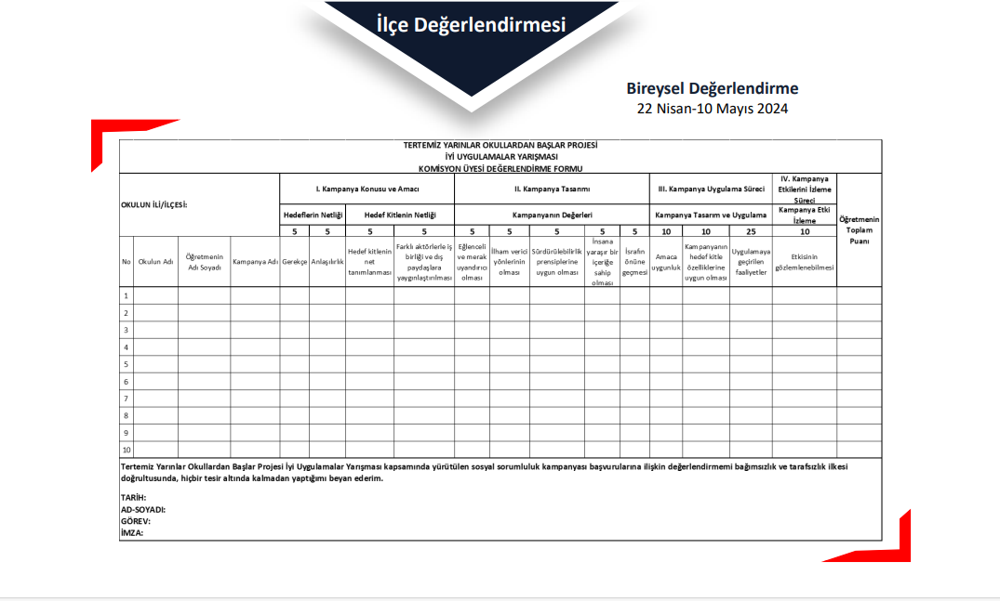 İlçe Değerlendirmesi
Bireysel Değerlendirme
22 Nisan-10 Mayıs 2024
TERTEMİZ YARINLAR OKULLARDAN BAŞLAR PROJESİ
İYİ UYGULAMALAR YARIŞMASI
KOMİSYON ÜYESİ DEĞERLENDİRME FORMU
OKULUN İLİ/İLÇESİ:
I. Kampanya Konusu ve Amacı
II. Kampanya Tasarımı
III. Kampanya Uygulama Süreci
IV. Kampanya
Etkilerini İzleme
Süreci
Öğretmenin
Toplam
Puanı
Hedeflerin Netliği
Hedef Kitlenin Netliği
Kampanyanın Değerleri
Kampanya Tasarım ve Uygulama
Kampanya Etki
İzleme
5 5 5 5 5 5 5 5 5 10 10 25 10
No
Okulun Adı
Öğretmenin
Adı Soyadı
Kampanya Adı
Gerekçe
Anlaşılırlık
Hedef kitlenin
net
tanımlanması
Farklı aktörlerle iş
birliği ve dış
paydaşlara
yaygınlaştırılması
Eğlenceli
ve merak
uyandırıcı
olması
İlham verici
yönlerinin
olması
Sürdürülebilirlik
prensiplerine
uygun olması
İnsana
yaraşır bir
içeriğe
sahip
olması
İsrafın
önüne
geçmesi
Amaca
uygunluk
Kampanyanın
hedef kitle
özelliklerine
uygun olması
Uygulamaya
geçirilen
faaliyetler
Etkisinin
gözlemlenebilmesi
1
2
3
4
5
6
7
8
9
10
Tertemiz Yarınlar Okullardan Başlar Projesi İyi Uygulamalar Yarışması kapsamında yürütülen sosyal sorumluluk kampanyası başvurularına ilişkin değerlendirmemi bağımsızlık ve tarafsızlık ilkesi
doğrultusunda, hiçbir tesir altında kalmadan yaptığımı beyan ederim.
TARİH:
AD-SOYADI:
GÖREV:
İMZA: